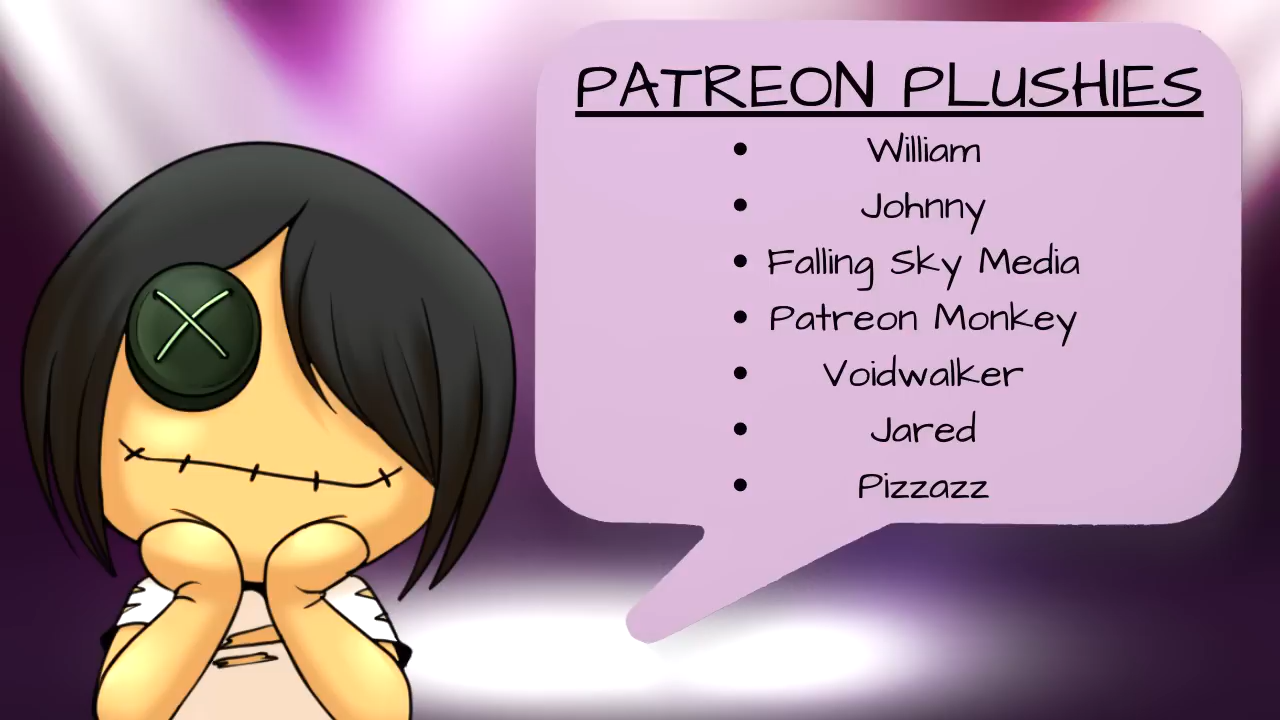 PATREON PLUSHIES
• William
• Johnny
• Falling Sky Media
• Patreon Monkey
• Voidwalker
• Jared
• Pizzazz